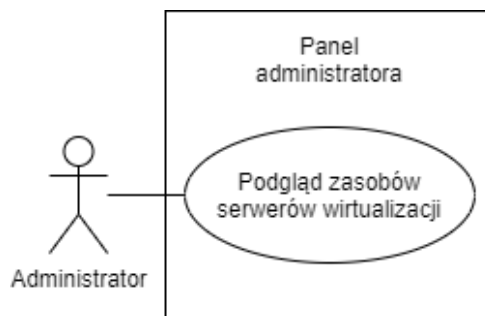 Panel
administratora
Podgląd zasobów
serwerów wirtualizacji
Administrator